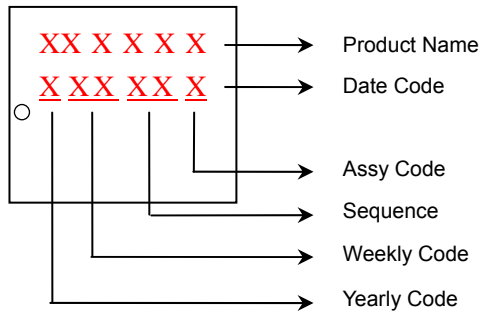 XX X X X X Product Name
X XX XX X Date Code
Assy Code
Sequence
Weekly Code
Yearly Code